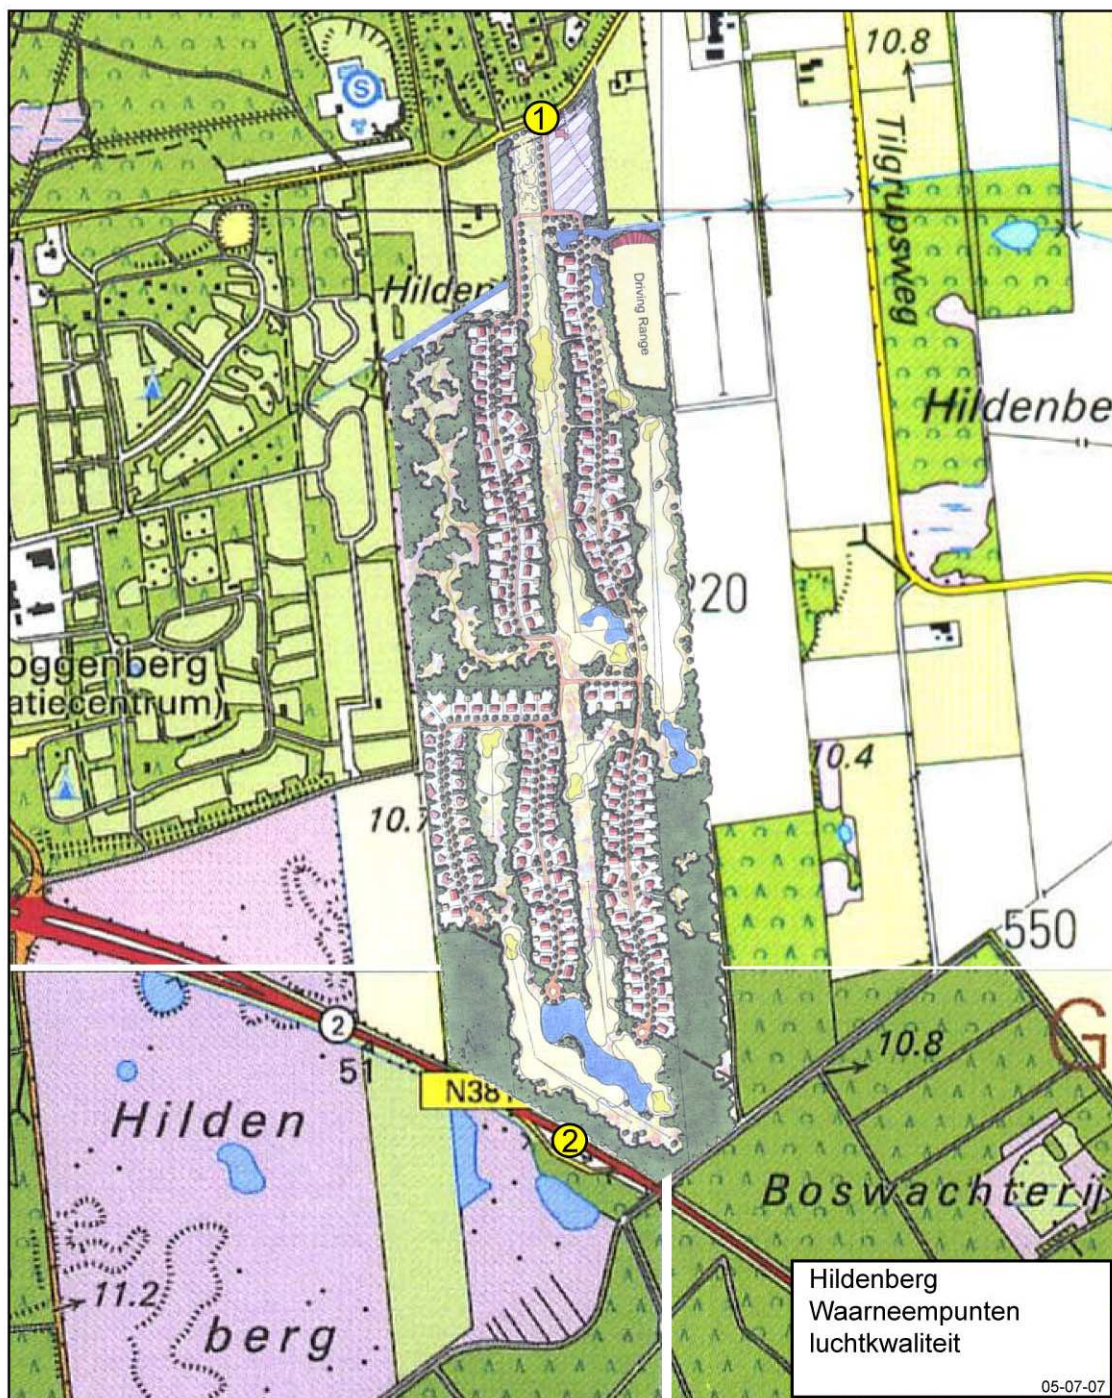 10.8
S
1
Tilgrupsweg
Hilden
Driving Range
Hildenbe
220
oggenberg
atiecentrum)
10.4
10.7
550
2
G
51
10.8
N381
Hilden
2
Boswachterij
11.2
berg
Hildenberg
Waarneempunten
luchtkwaliteit
05-07-07